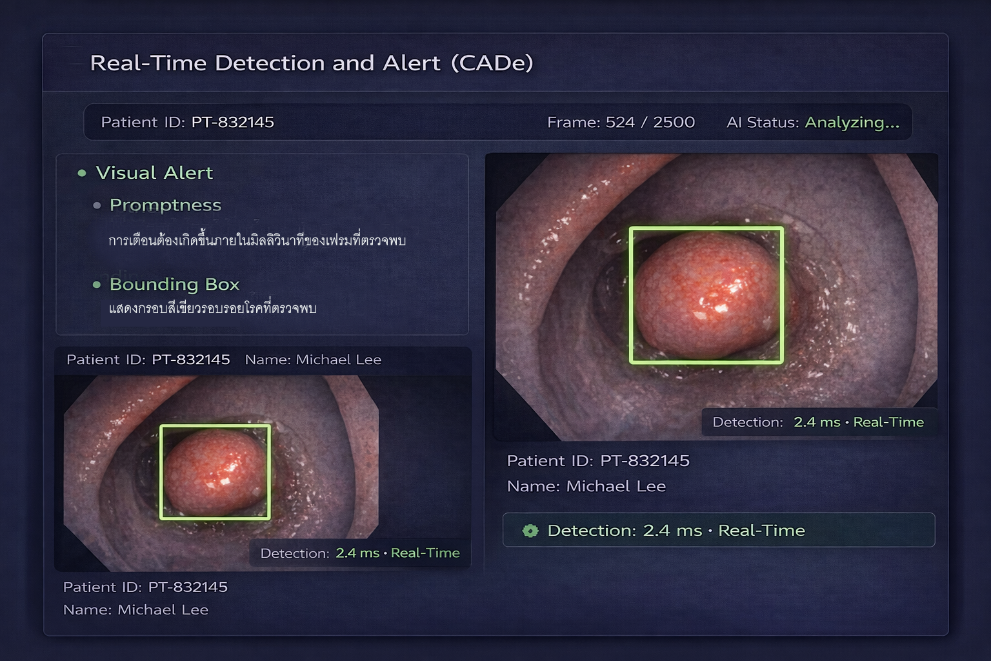 Real-Time Detection and Alert (CADe)
Patient ID: PT-832145 Frame: 524 / 2500 AI Status: Analyzing...
Visual Alert
Promptness
การเตือนต้องเกิดขึ้นภายในมิลลิวินาทีของเฟรมที่ตรวจพบ
Bounding Box
แสดงกรอบสีเขียวรอบรอยโรคที่ตรวจพบ
Patient ID: PT-832145 Name: Michael Lee
Detection: 2.4 ms · Real-Time
Patient ID: PT-832145
Name: Michael Lee
Detection: 2.4 ms · Real-Time
Patient ID: PT-832145
Name: Michael Lee
Detection: 2.4 ms · Real-Time